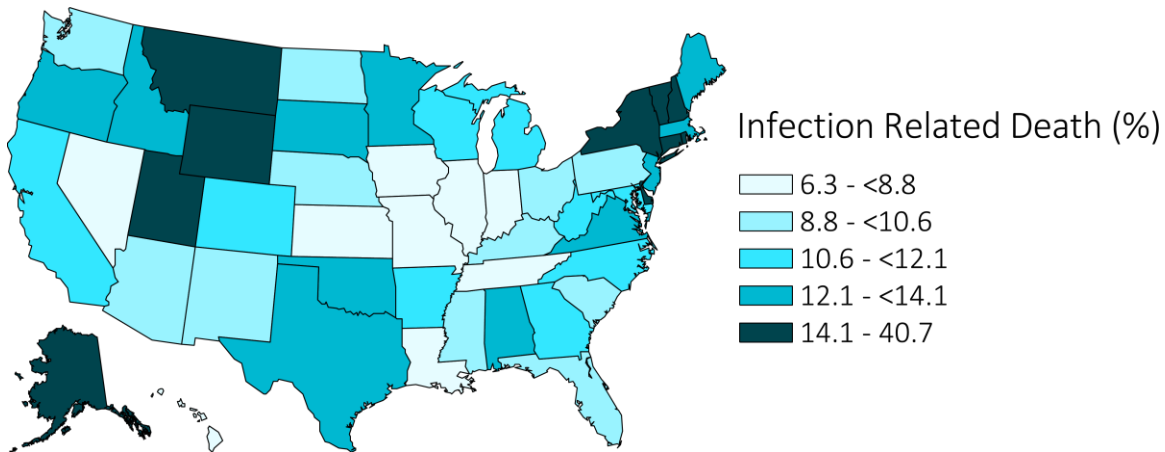 Infection Related Death (%)
6.3 - <8.8
8.8 - <10.6
10.6 - <12.1
12.1 - <14.1
14.1 - 40.7